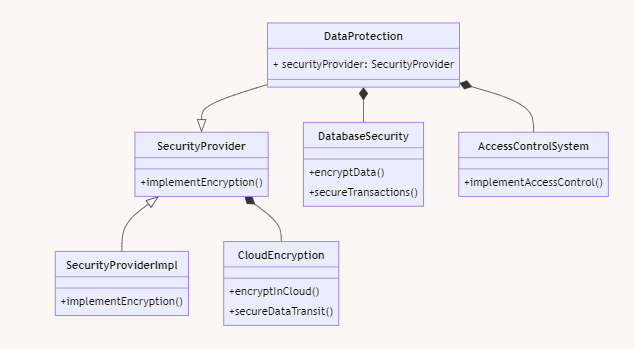 DataProtection
+ securityProvider: SecurityProvider
SecurityProvider
+implementEncryption()
DatabaseSecurity
+encryptData()
+secureTransactions()
AccessControlSystem
+implementAccessControl()
SecurityProviderImpl
+implementEncryption()
CloudEncryption
+encryptInCloud()
+secureDataTransit()